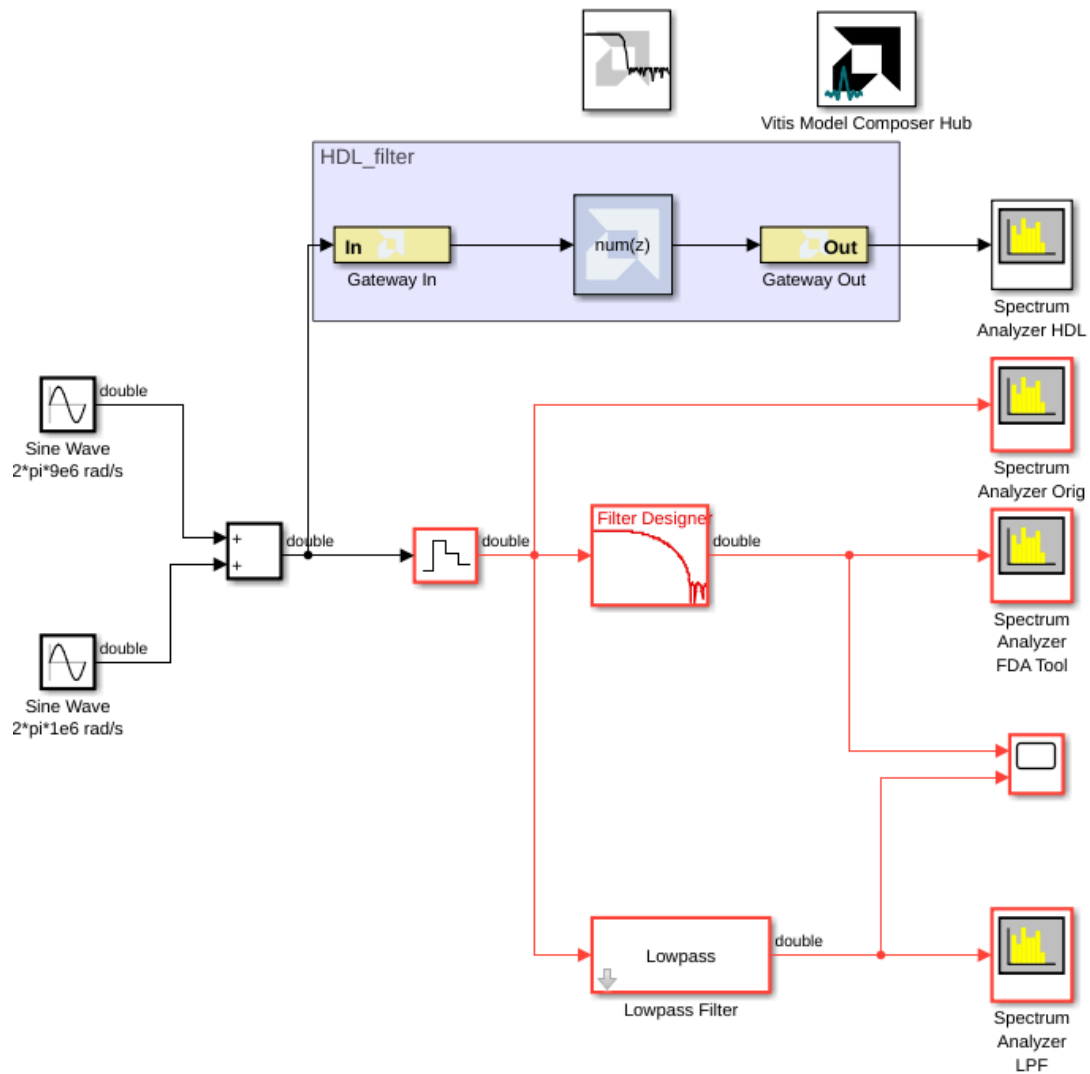 Vitis Model Composer Hub
HDL_filter
In
num(z)
Out
Gateway In
Gateway Out
Spectrum
Analyzer HDL
double
Sine Wave
2*pi*9e6 rad/s
Spectrum
Analyzer Orig
+
+
double
double
Filter Designer
double
Spectrum
Analyzer
FDA Tool
double
Sine Wave
2*pi*1e6 rad/s
Lowpass
double
Lowpass Filter
Spectrum
Analyzer
LPF